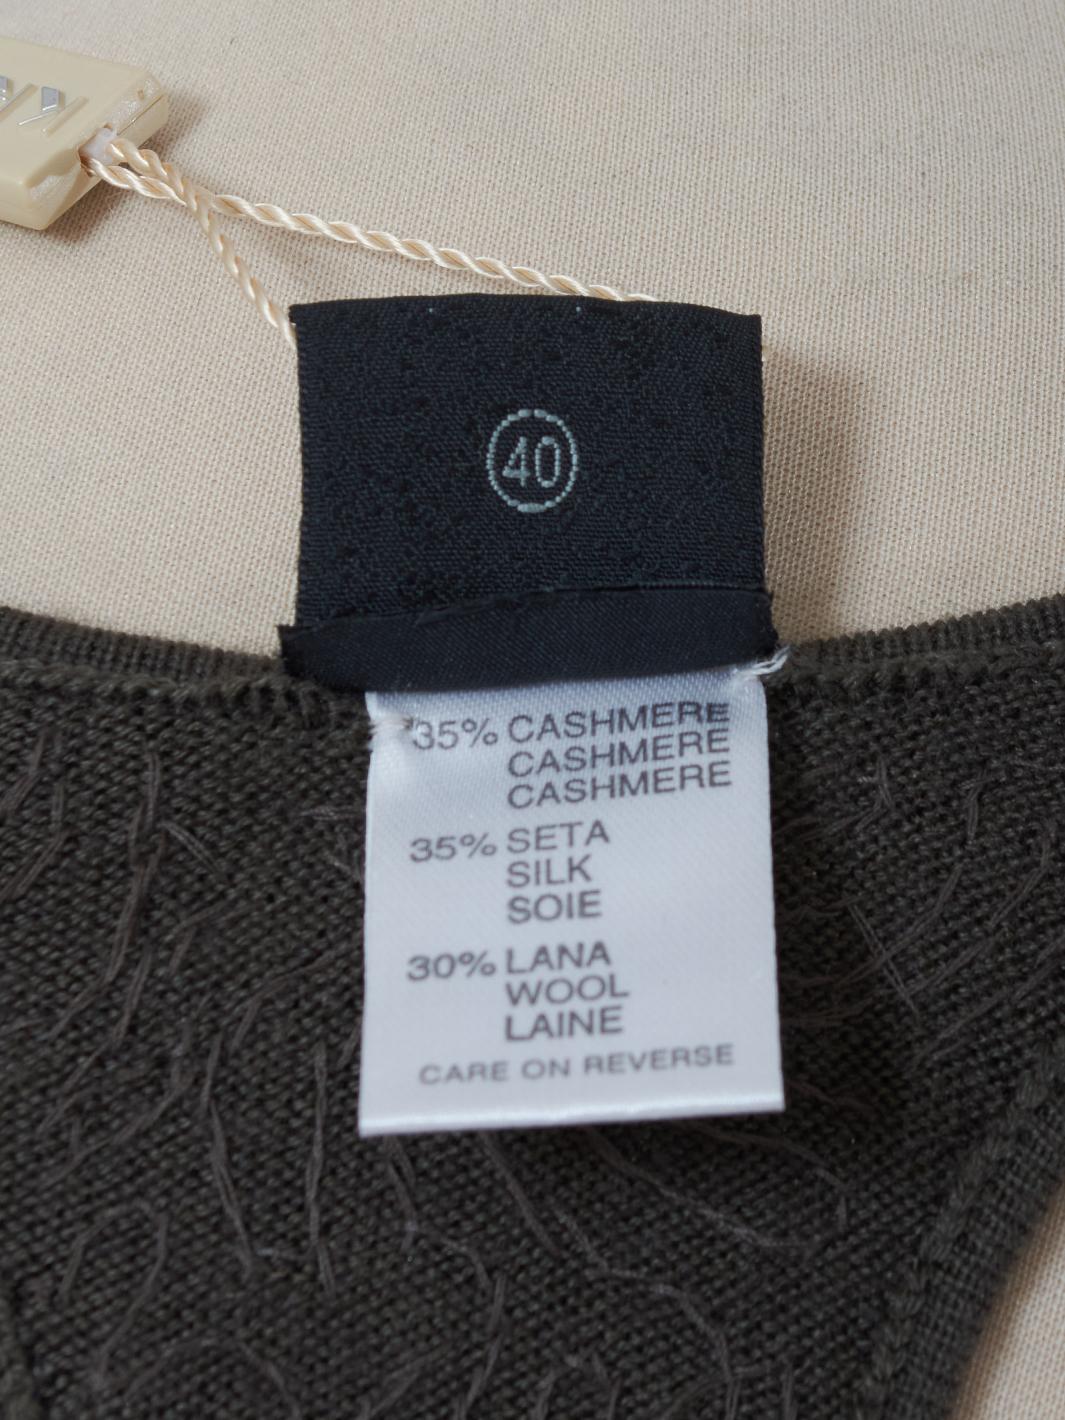 40
35% CASHMERE
CASHMERE
CASHMERE
35% SETA
SILK
SOIE
30% LANA
WOOL
LAINE
CARE ON REVERSE